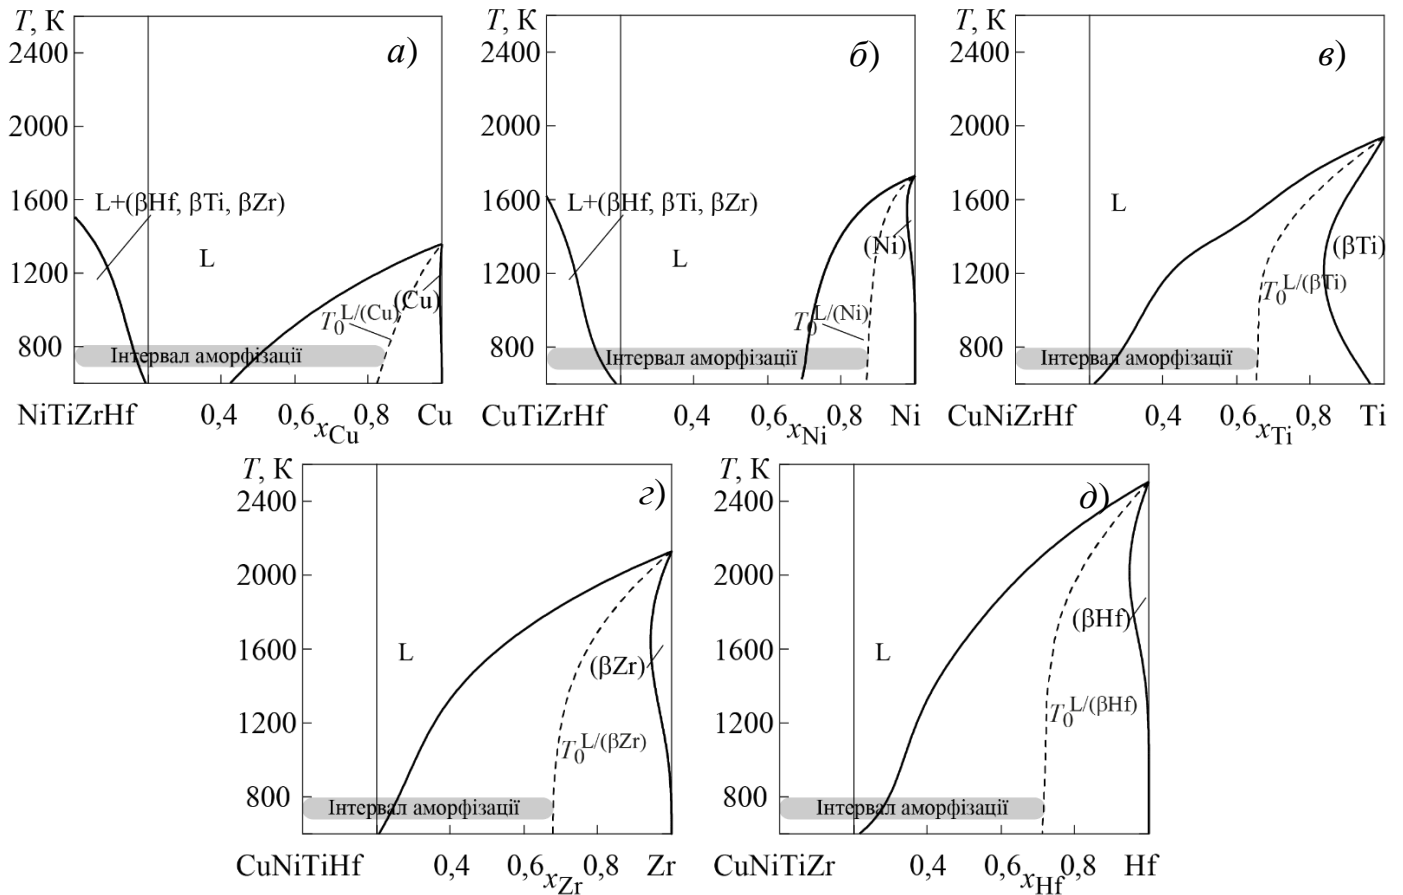 T, К
а)
2400
2000
1600
1200
800
L+(βHf, βTi, βZr)
L
(Cu)
T0 L/(Cu)
Інтервал аморфізації
NiTiZrHf
0,4
0,6
xCu
0,8
Cu
б)
2400
2000
1600
1200
800
L+(βHf, βTi, βZr)
L
(Ni)
T0 L/(Ni)
Інтервал аморфізації
CuTiZrHf
0,4
0,6
xNi
0,8
Ni
T, К
в)
2400
2000
1600
1200
800
L
(βTi)
T0 L/(βTi)
Інтервал аморфізації
CuNiZrHf
0,4
0,6
xTi
0,8
Ti
T, К
г)
2400
2000
1600
1200
800
L
(βZr)
T0 L/(βZr)
Інтервал аморфізації
CuNiTiHf
0,4
0,6
xZr
0,8
Zr
T, К
д)
2400
2000
1600
1200
800
L
(βHf)
T0 L/(βHf)
Інтервал аморфізації
CuNiTiZr
0,4
0,6
xHf
0,8
Hf
T, К